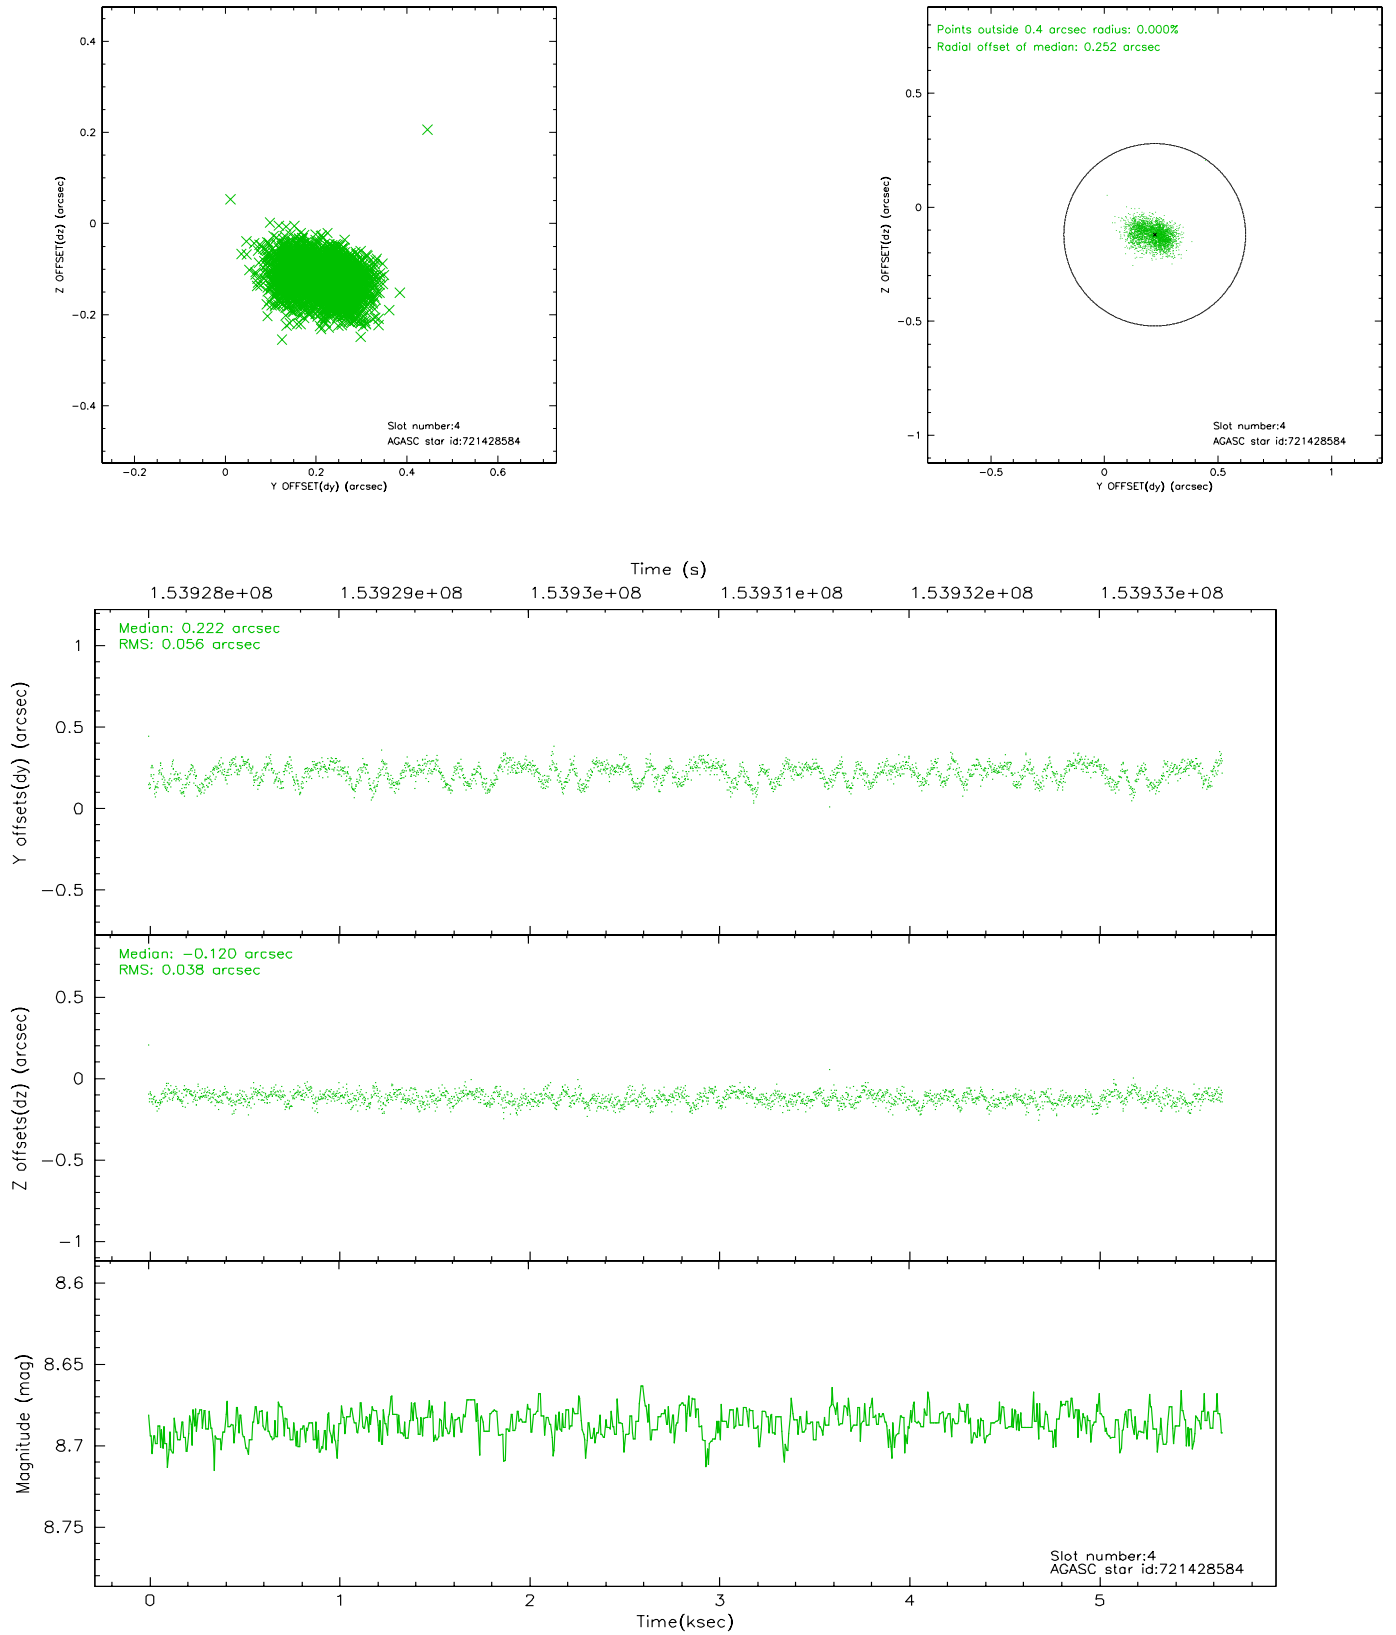 0.4
0.2
0
−0.2
−0.4
Z OFFSET(dz) (arcsec)
Slot number:4
AGASC star id:721428584
−0.2 0 0.2 0.4 0.6
Y OFFSET(dy) (arcsec)
Points outside 0.4 arcsec radius: 0.000%
Radial offset of median: 0.252 arcsec
0.5
0
−0.5
−1
Z OFFSET(dz) (arcsec)
Slot number:4
AGASC star id:721428584
−0.5 0 0.5 1
Y OFFSET(dy) (arcsec)
Time (s)
1.53928e+08 1.53929e+08 1.5393e+08 1.53931e+08 1.53932e+08 1.53933e+08
Median: 0.222 arcsec
RMS: 0.056 arcsec
1
0.5
0
−0.5
Y offsets(dy) (arcsec)
Median: −0.120 arcsec
RMS: 0.038 arcsec
0.5
0
−0.5
−1
Z offsets(dz) (arcsec)
8.6
8.65
8.7
8.75
Magnitude (mag)
Slot number:4
AGASC star id:721428584
0 1 2 3 4 5
Time(ksec)